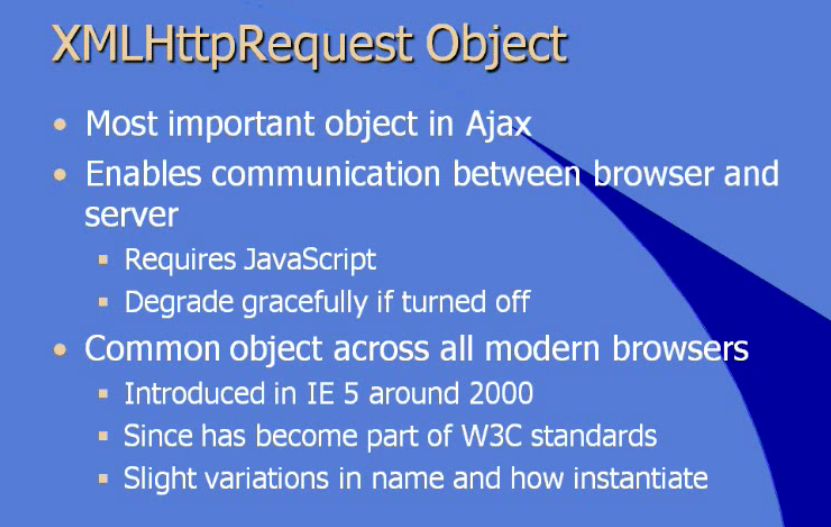 XMLHttpRequest Object
• Most important object in Ajax
• Enables communication between browser and
server
▪ Requires JavaScript
▪ Degrade gracefully if turned off
• Common object across all modern browsers
▪ Introduced in IE 5 around 2000
▪ Since has become part of W3C standards
▪ Slight variations in name and how instantiate